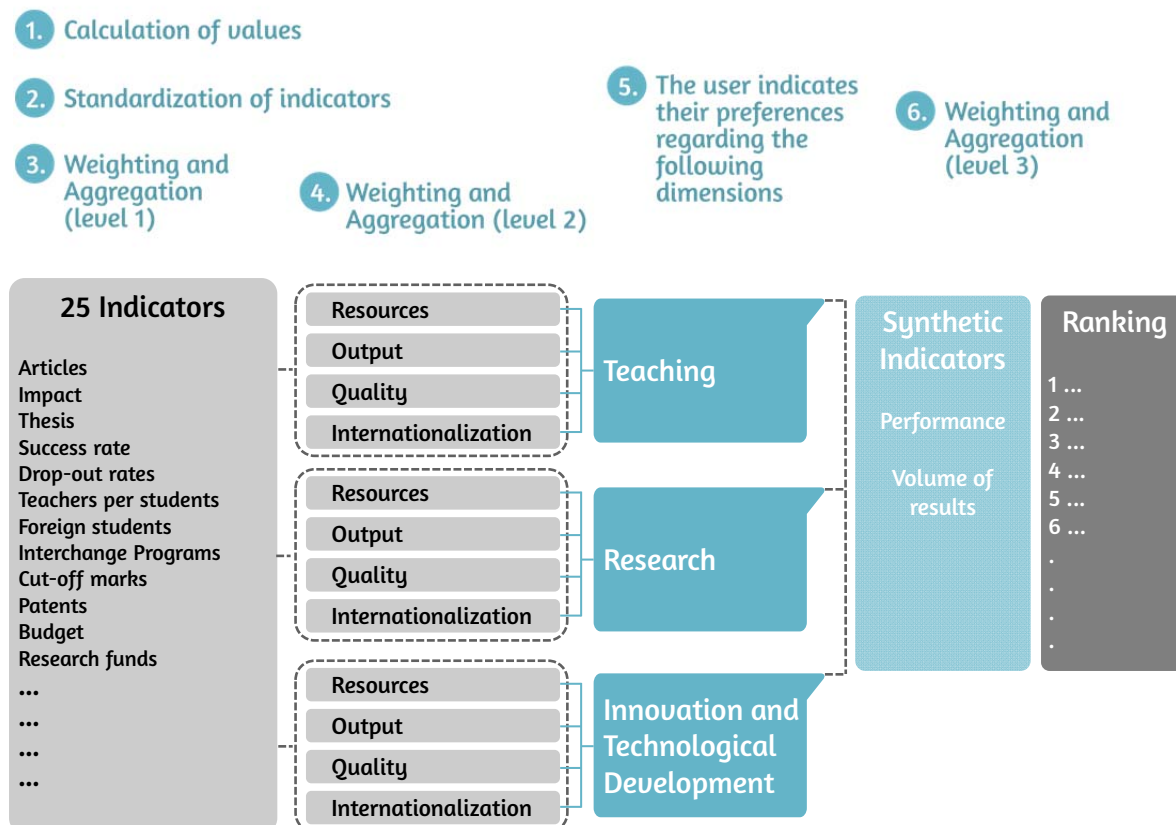 1. Calculation of values
2. Standardization of indicators
3. Weighting and
Aggregation
(level 1)
4. Weighting and
Aggregation (level 2)
5. The user indicates
their preferences
regarding the
following
dimensions
6. Weighting and
Aggregation
(level 3)
25 Indicators
Articles
Impact
Thesis
Success rate
Drop-out rates
Teachers per students
Foreign students
Interchange Programs
Cut-off marks
Patents
Budget
Research funds
...
...
...
...
Resources
Output
Quality
Internationalization
Teaching
Resources
Output
Quality
Internationalization
Research
Resources
Output
Quality
Internationalization
Innovation and
Technological
Development
Synthetic
Indicators
Performance
Volume of
results
Ranking
1 ...
2 ...
3 ...
4 ...
5 ...
6 ...
.
.
.
.